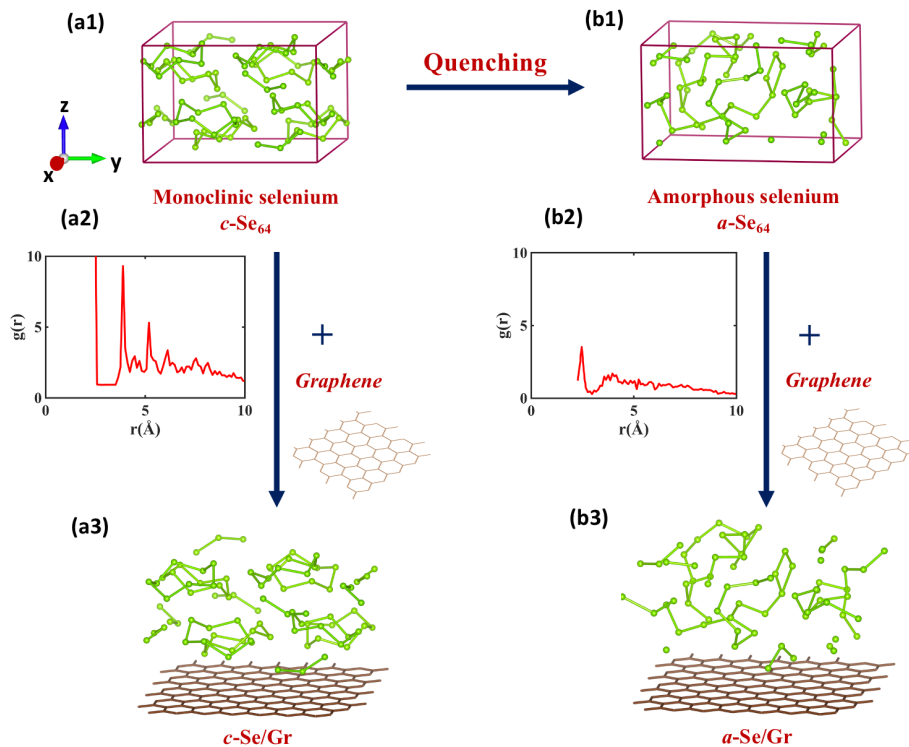 (a1)
(b1)
Quenching
z
y
x
Monoclinic selenium
c-Se₆₄
Amorphous selenium
a-Se₆₄
(a2)
(b2)
10
5
0
g(r)
0
5
10
r(Å)
+
Graphene
10
5
0
g(r)
0
5
10
r(Å)
+
Graphene
(a3)
(b3)
c-Se/Gr
a-Se/Gr